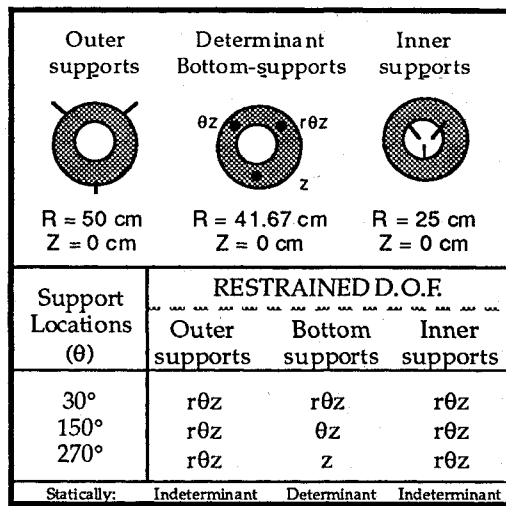 Outer supports
Determinant Bottom-supports
Inner supports
θz
rθz
z
R = 50 cm
Z = 0 cm
R = 41.67 cm
Z = 0 cm
R = 25 cm
Z = 0 cm
Support Locations (θ)
RESTRAINED D.O.F.
Outer supports
Bottom supports
Inner supports
30° rθz rθz rθz
150° rθz θz rθz
270° rθz z rθz
Statically: Indeterminant Determinant Indeterminant